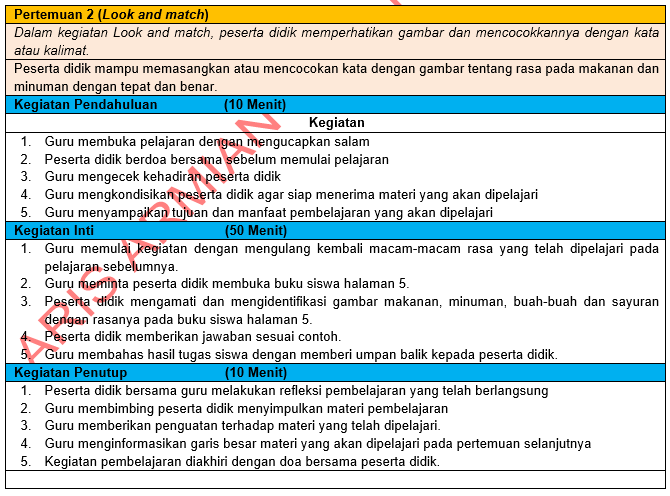 Pertemuan 2 (Look and match)
Dalam kegiatan Look and match, peserta didik memperhatikan gambar dan mencocokkannya dengan kata
atau kalimat.
Peserta didik mampu memasangkan atau mencocokan kata dengan gambar tentang rasa pada makanan dan
minuman dengan tepat dan benar.
Kegiatan Pendahuluan (10 Menit)
Kegiatan
1. Guru membuka pelajaran dengan mengucapkan salam
2. Peserta didik berdoa bersama sebelum memulai pelajaran
3. Guru mengecek kehadiran peserta didik
4. Guru mengkondisikan peserta didik agar siap menerima materi yang akan dipelajari
5. Guru menyampaikan tujuan dan manfaat pembelajaran yang akan dipelajari
Kegiatan Inti (50 Menit)
1. Guru memulai kegiatan dengan mengulang kembali macam-macam rasa yang telah dipelajari pada
pelajaran sebelumnya.
2. Guru meminta peserta didik membuka buku siswa halaman 5.
3. Peserta didik mengamati dan mengidentifikasi gambar makanan, minuman, buah-buah dan sayuran
dengan rasanya pada buku siswa halaman 5.
4. Peserta didik memberikan jawaban sesuai contoh.
5. Guru membahas hasil tugas siswa dengan memberi umpan balik kepada peserta didik.
Kegiatan Penutup (10 Menit)
1. Peserta didik bersama guru melakukan refleksi pembelajaran yang telah berlangsung
2. Guru membimbing peserta didik menyimpulkan materi pembelajaran
3. Guru memberikan penguatan terhadap materi yang telah dipelajari.
4. Guru menginformasikan garis besar materi yang akan dipelajari pada pertemuan selanjutnya
5. Kegiatan pembelajaran diakhiri dengan doa bersama peserta didik.
ARIS ARMIAN